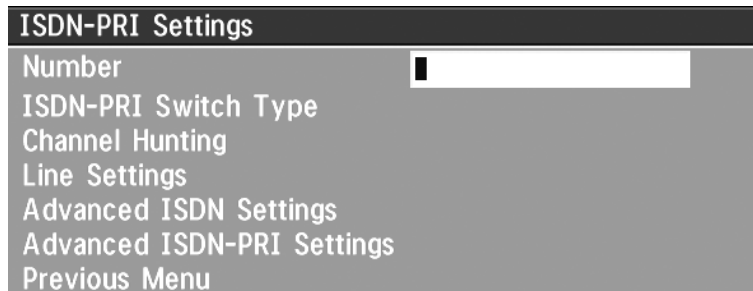 ISDN-PRI Settings
Number
ISDN-PRI Switch Type
Channel Hunting
Line Settings
Advanced ISDN Settings
Advanced ISDN-PRI Settings
Previous Menu